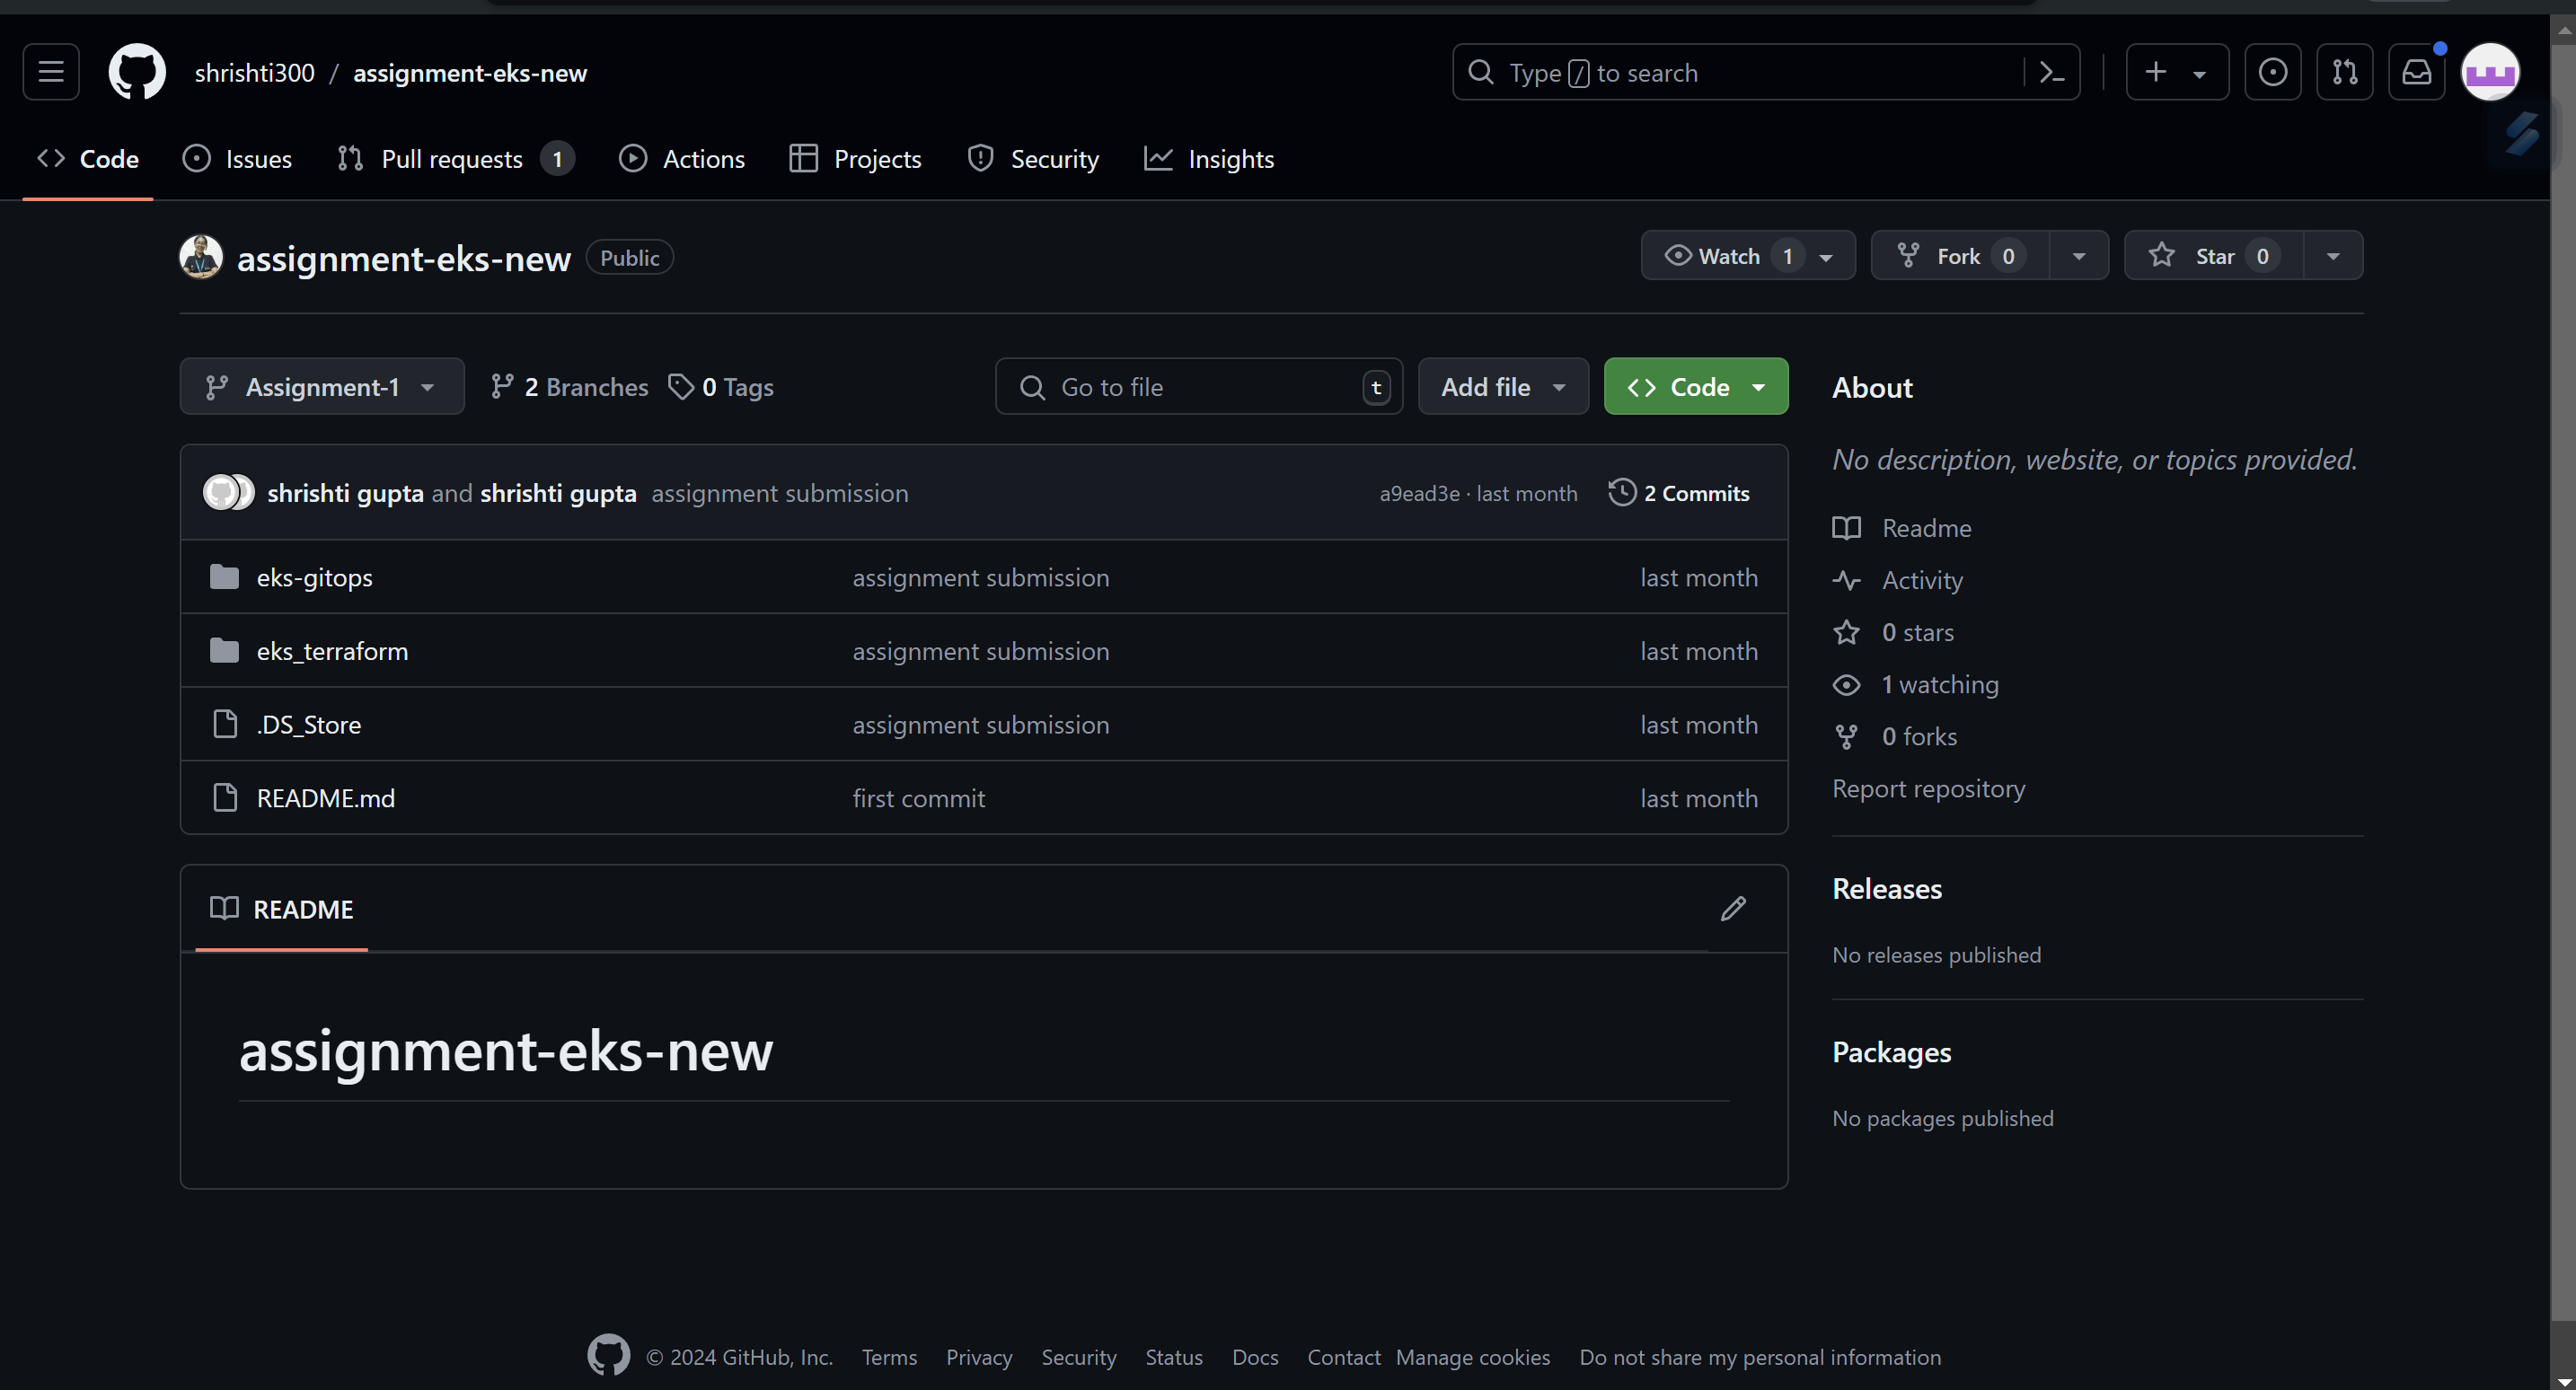 shrishti300 / assignment-eks-new
Type / to search
Code
Issues
Pull requests 1
Actions
Projects
Security
Insights
assignment-eks-new Public
Watch 1
Fork 0
Star 0
Assignment-1
2 Branches
0 Tags
Go to file t
Add file
Code
shrishti gupta and shrishti gupta assignment submission
a9ead3e · last month
2 Commits
eks-gitops assignment submission last month
eks_terraform assignment submission last month
.DS_Store assignment submission last month
README.md first commit last month
README
assignment-eks-new
About
No description, website, or topics provided.
Readme
Activity
0 stars
1 watching
0 forks
Report repository
Releases
No releases published
Packages
No packages published
© 2024 GitHub, Inc. Terms Privacy Security Status Docs Contact Manage cookies Do not share my personal information